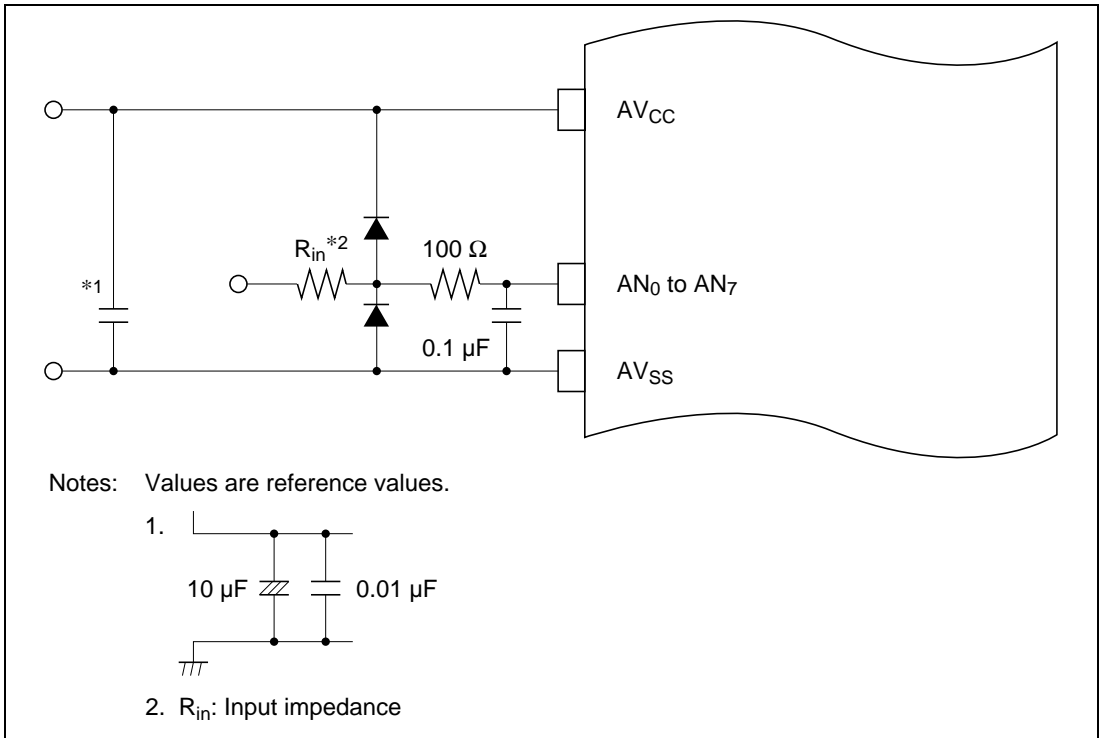 AVCC
Rin*2 100 Ω
*1
AN0 to AN7
0.1 µF
AVSS
Notes: Values are reference values.
1.
10 µF 0.01 µF
2. Rin: Input impedance